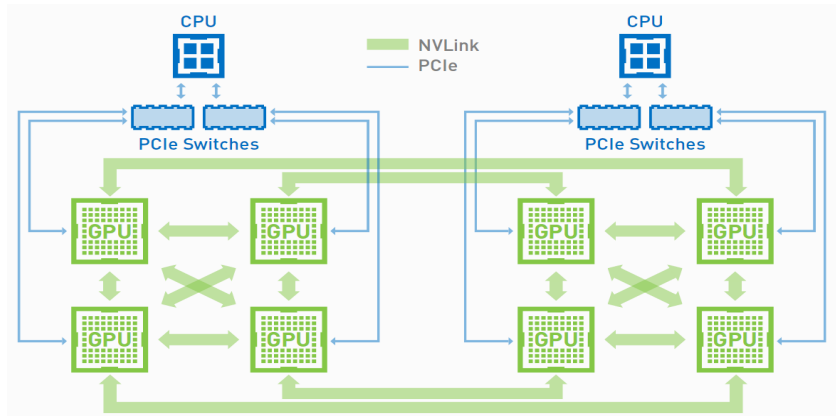 CPU
NVLink
PCIe
CPU
PCIe Switches
PCIe Switches
GPU
GPU
GPU
GPU
GPU
GPU
GPU
GPU